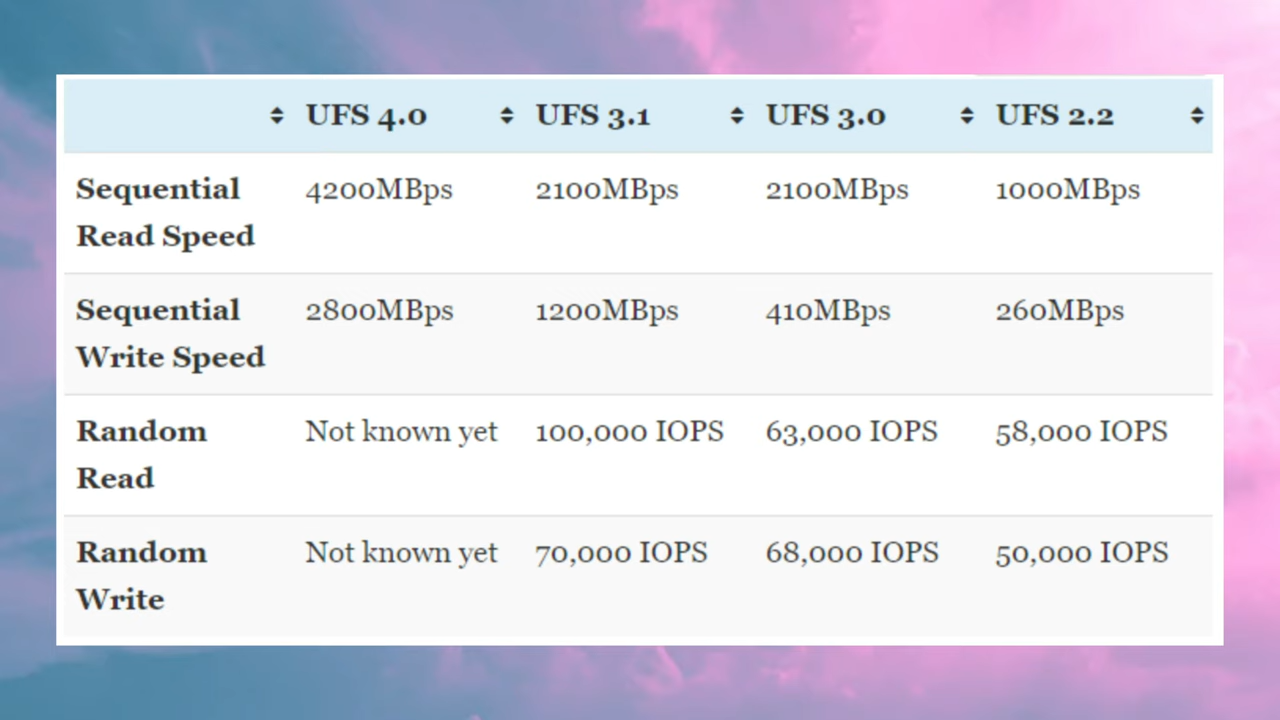 UFS 4.0 UFS 3.1 UFS 3.0 UFS 2.2
Sequential 4200MBps 2100MBps 2100MBps 1000MBps
Read Speed
Sequential 2800MBps 1200MBps 410MBps 260MBps
Write Speed
Random Not known yet 100,000 IOPS 63,000 IOPS 58,000 IOPS
Read
Random Not known yet 70,000 IOPS 68,000 IOPS 50,000 IOPS
Write